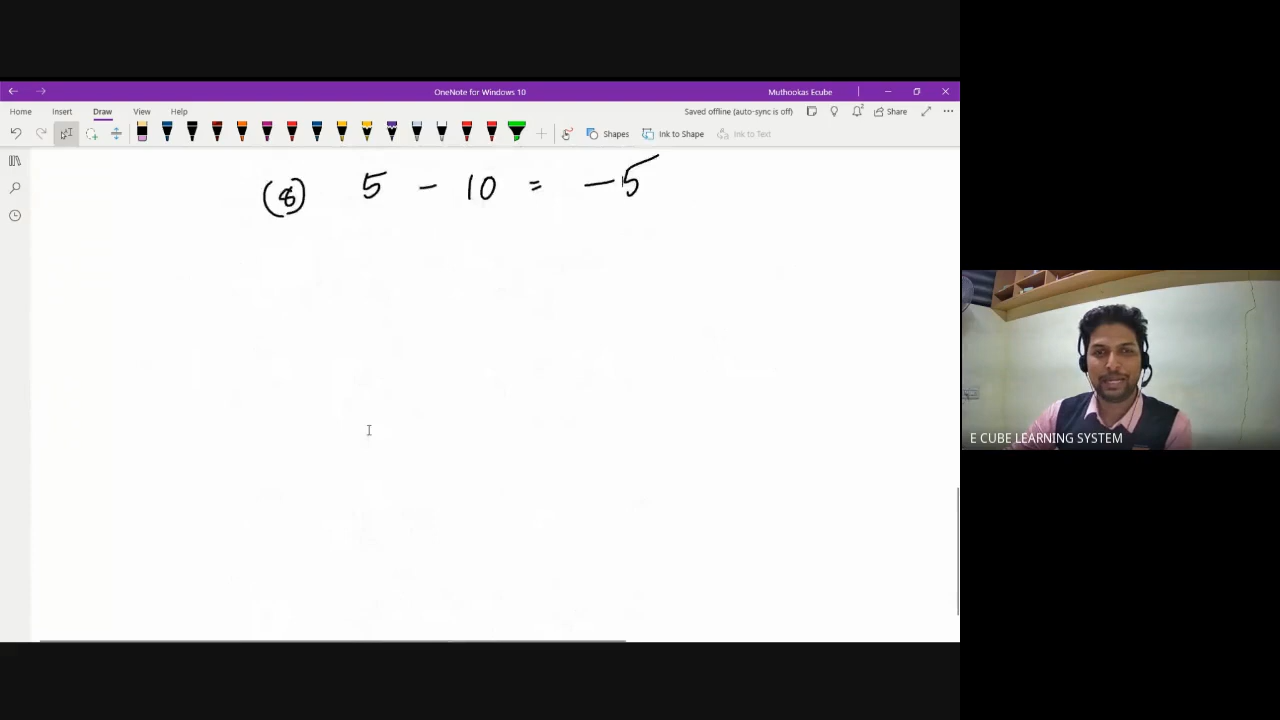 OneNote for Windows 10
Muthookas Ecube
Home Insert Draw View Help
Saved offline (auto-sync is off)
Share
Shapes
Ink to Shape
Ink to Text
(8) 5 - 10 = -5
E CUBE LEARNING SYSTEM